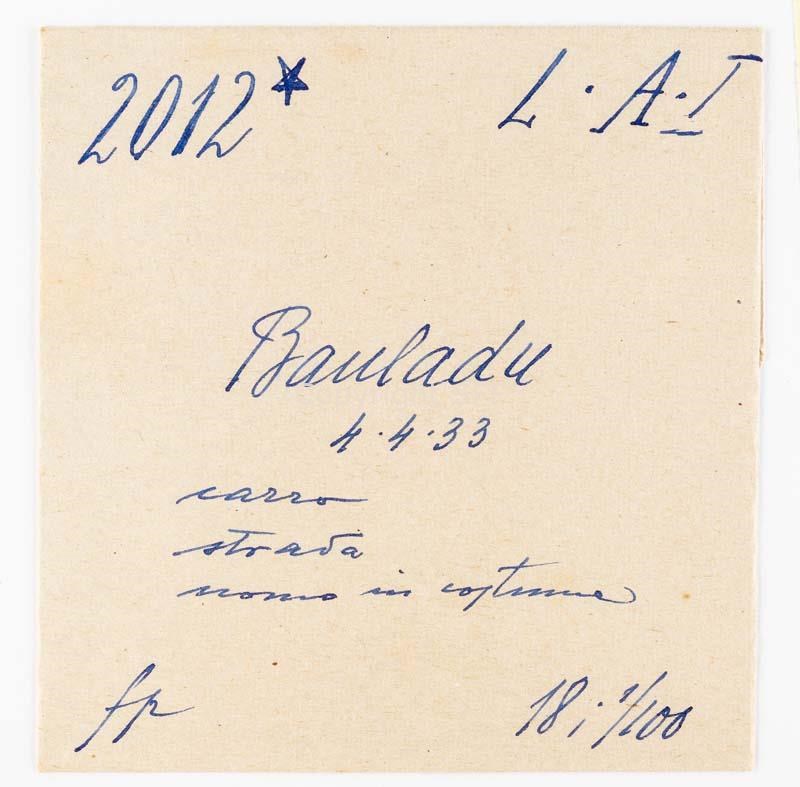 2012* L. A. I
Bauladu
4.4.33
carro
strada
uomo in costume
fp 18; 1/100